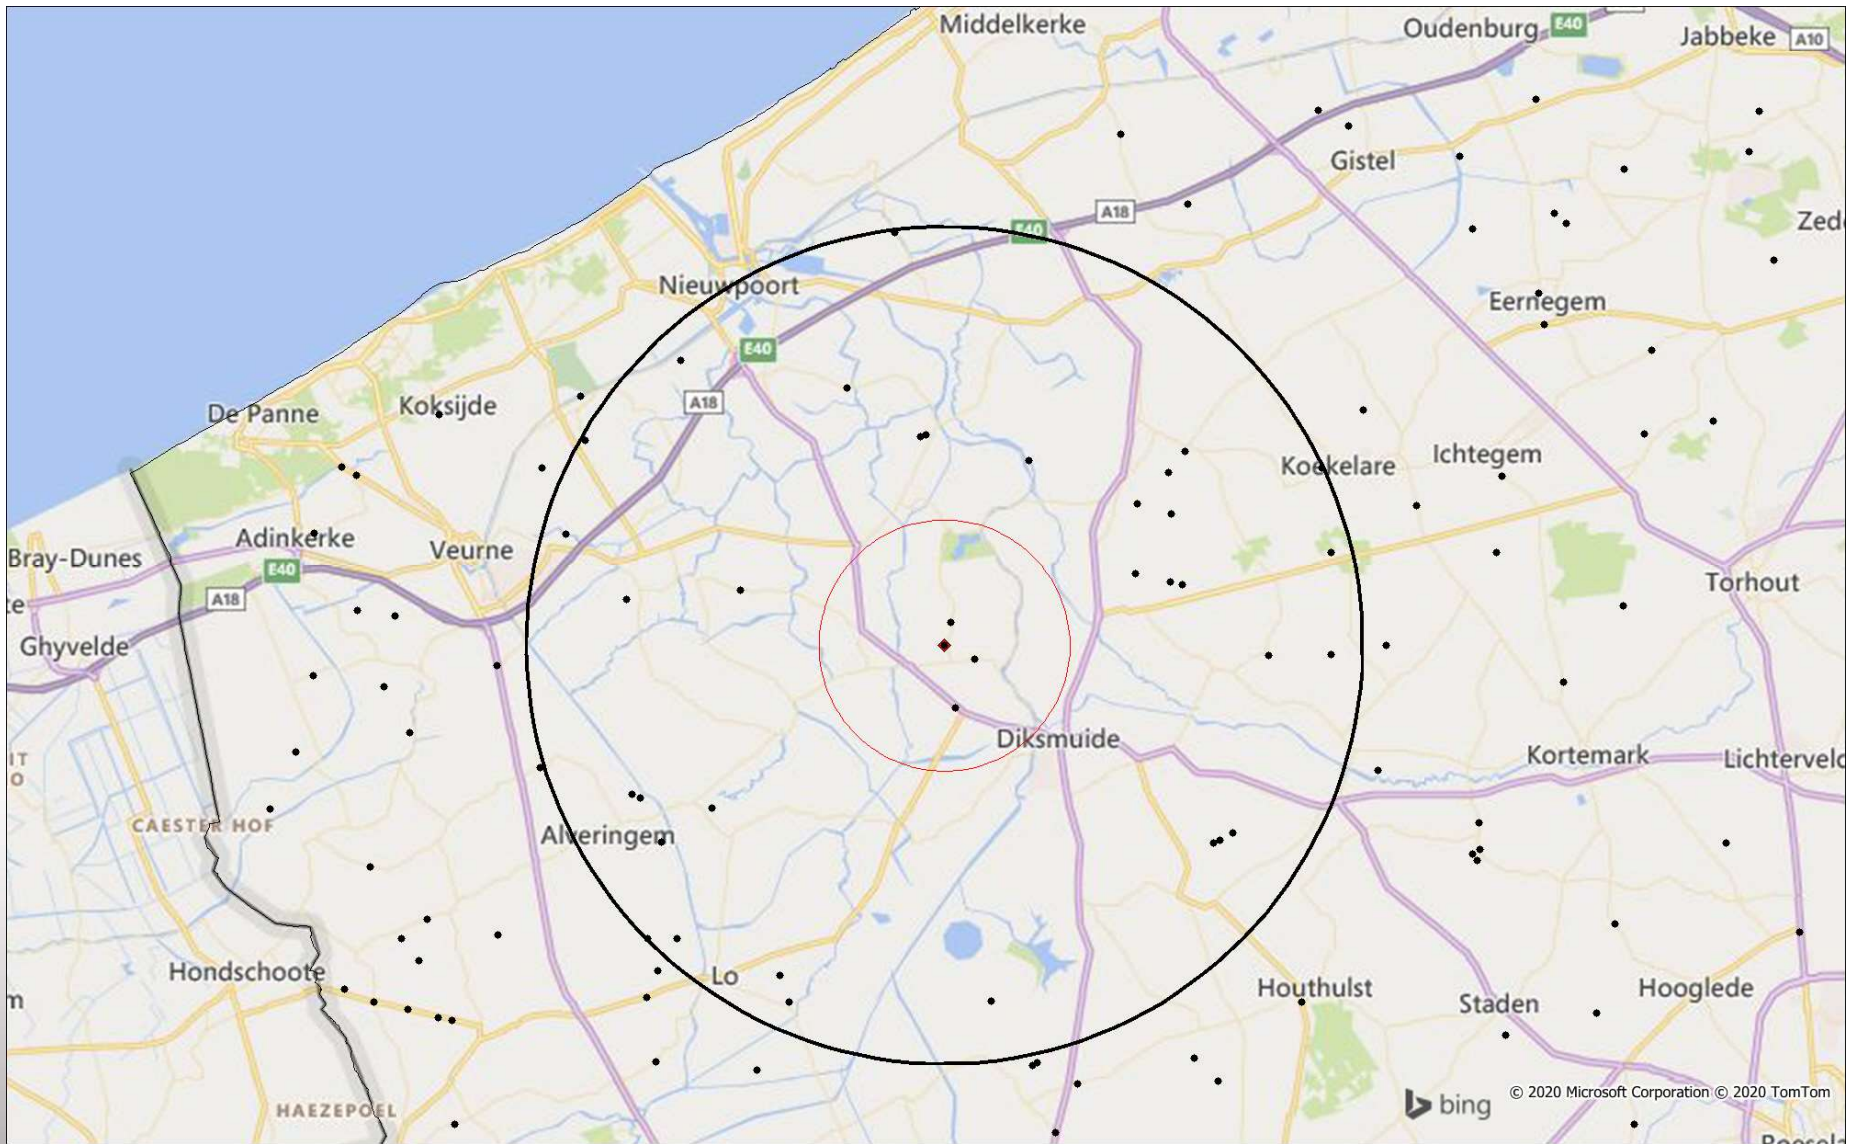 Middelkerke
Oudenburg
E40
Jabbeke
A10
Gistel
A18
E40
Zed
Nieuwpoort
Eernegem
E40
A18
De Panne
Koksijde
Koekelare
Ichtegem
Adinkerke
Veurne
Bray-Dunes
E40
A18
Torhout
Ghyvelde
Diksmuide
Kortemark
Lichtervelc
CAESTER HOF
Alveringem
Hondschoote
Lo
Houthulst
Staden
Hooglede
HAEZEPOEL
bing
© 2020 Microsoft Corporation © 2020 TomTom